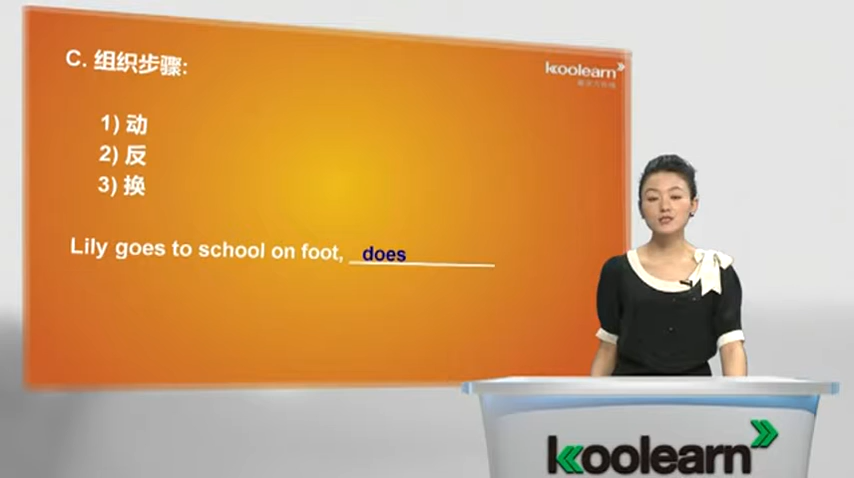 C. 组织步骤:
koolearn
1) 动
2) 反
3) 换
Lily goes to school on foot, does
koolearn